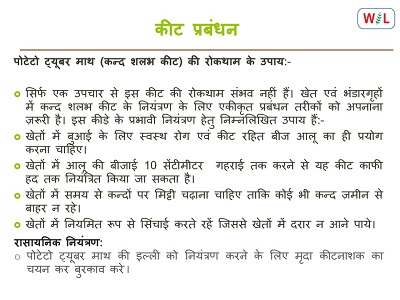 WIL
कीट प्रबंधन
पोटेटो ट्यूबर माथ (कन्द शलभ कीट) की रोकथाम के उपाय:-
सिर्फ एक उपचार से इस कीट की रोकथाम संभव नहीं हैं। खेत एवं भंडारगृहों
में कन्द शलभ कीट के नियंत्रण के लिए एकीकृत प्रबंधन तरीकों को अपनाना
ज़रूरी है। इस कीड़े के प्रभावी नियंत्रण हेतु निम्नलिखित उपाय हैं:-
खेतों में बुआई के लिए स्वस्थ रोग एवं कीट रहित बीज आलू का ही प्रयोग
करना चाहिए।
खेतों में आलू की बीजाई 10 सेंटीमीटर गहराई तक करने से यह कीट काफी
हद तक नियंत्रित किया जा सकता है।
खेतों में समय से कन्दों पर मिट्टी चढ़ाना चाहिए ताकि कोई भी कन्द ज़मीन से
बाहर न रहे।
खेतों में नियमित रूप से सिंचाई करते रहें जिससे खेतों में दरार न आने पाये।
रासायनिक नियंत्रण:
पोटेटो ट्यूबर माथ की इल्ली को नियंत्रण करने के लिए मृदा कीटनाशक का
चयन कर बुरकाव करे।